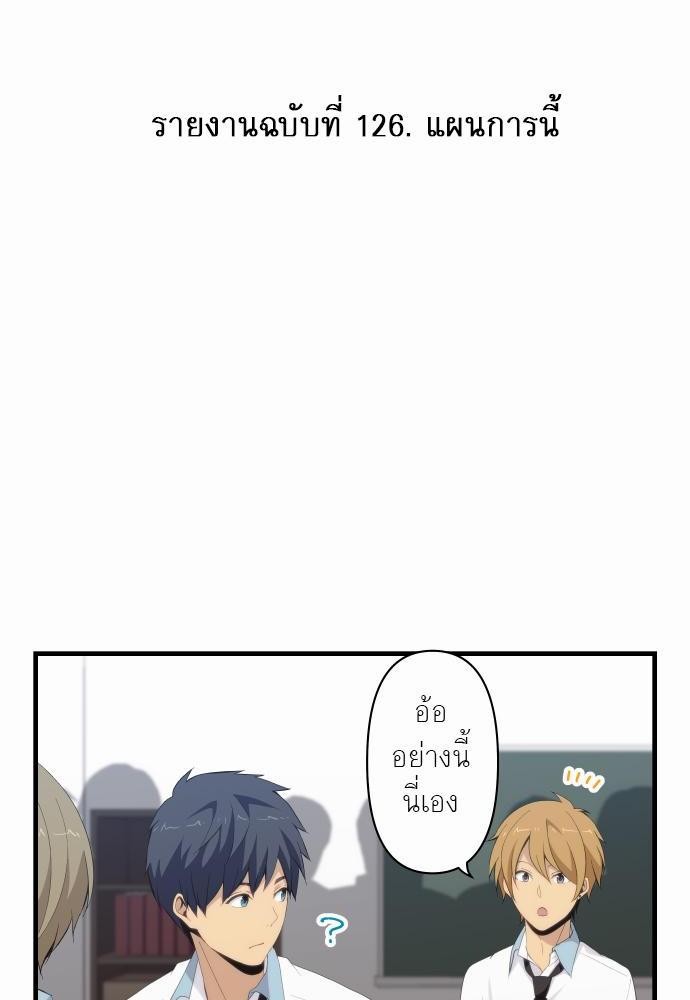 รายงานฉบับที่ 126. แผนการนี้
อ้อ
อย่างนี้
นี่เอง
?